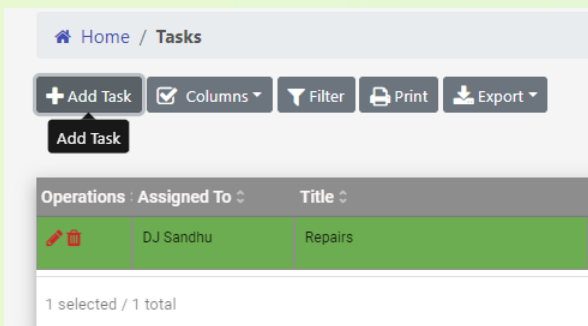 Home / Tasks
Add Task Columns Filter Print Export
Add Task
Operations Assigned To Title
DJ Sandhu Repairs
1 selected / 1 total